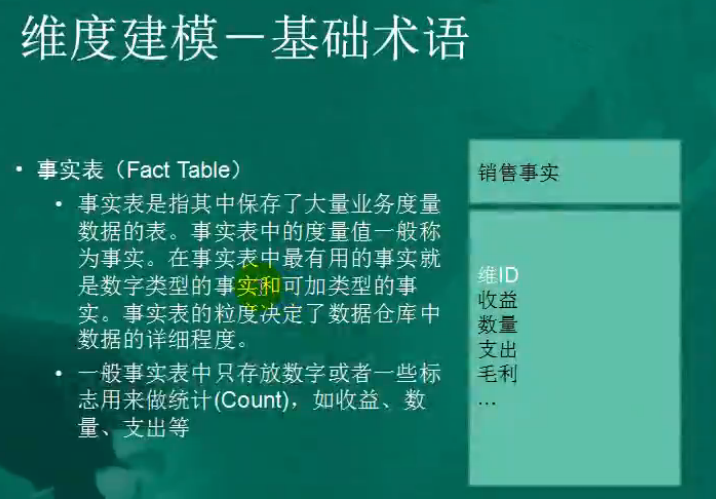 维度建模－基础术语
• 事实表（Fact Table）
• 事实表是指其中保存了大量业务度量
数据的表。事实表中的度量值一般称
为事实。在事实表中最有用的事实就
是数字类型的事实和可加类型的事
实。事实表的粒度决定了数据仓库中
数据的详细程度。
• 一般事实表中只存放数字或者一些标
志用来做统计(Count)，如收益、数
量、支出等
销售事实
维ID
收益
数量
支出
毛利
…